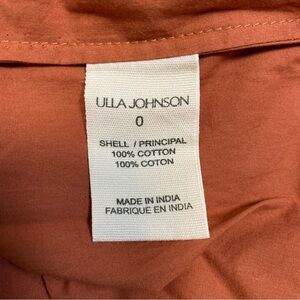 ULLA JOHNSON
0
SHELL / PRINCIPAL
100% COTTON
100% COTON
MADE IN INDIA
FABRIQUE EN INDIA